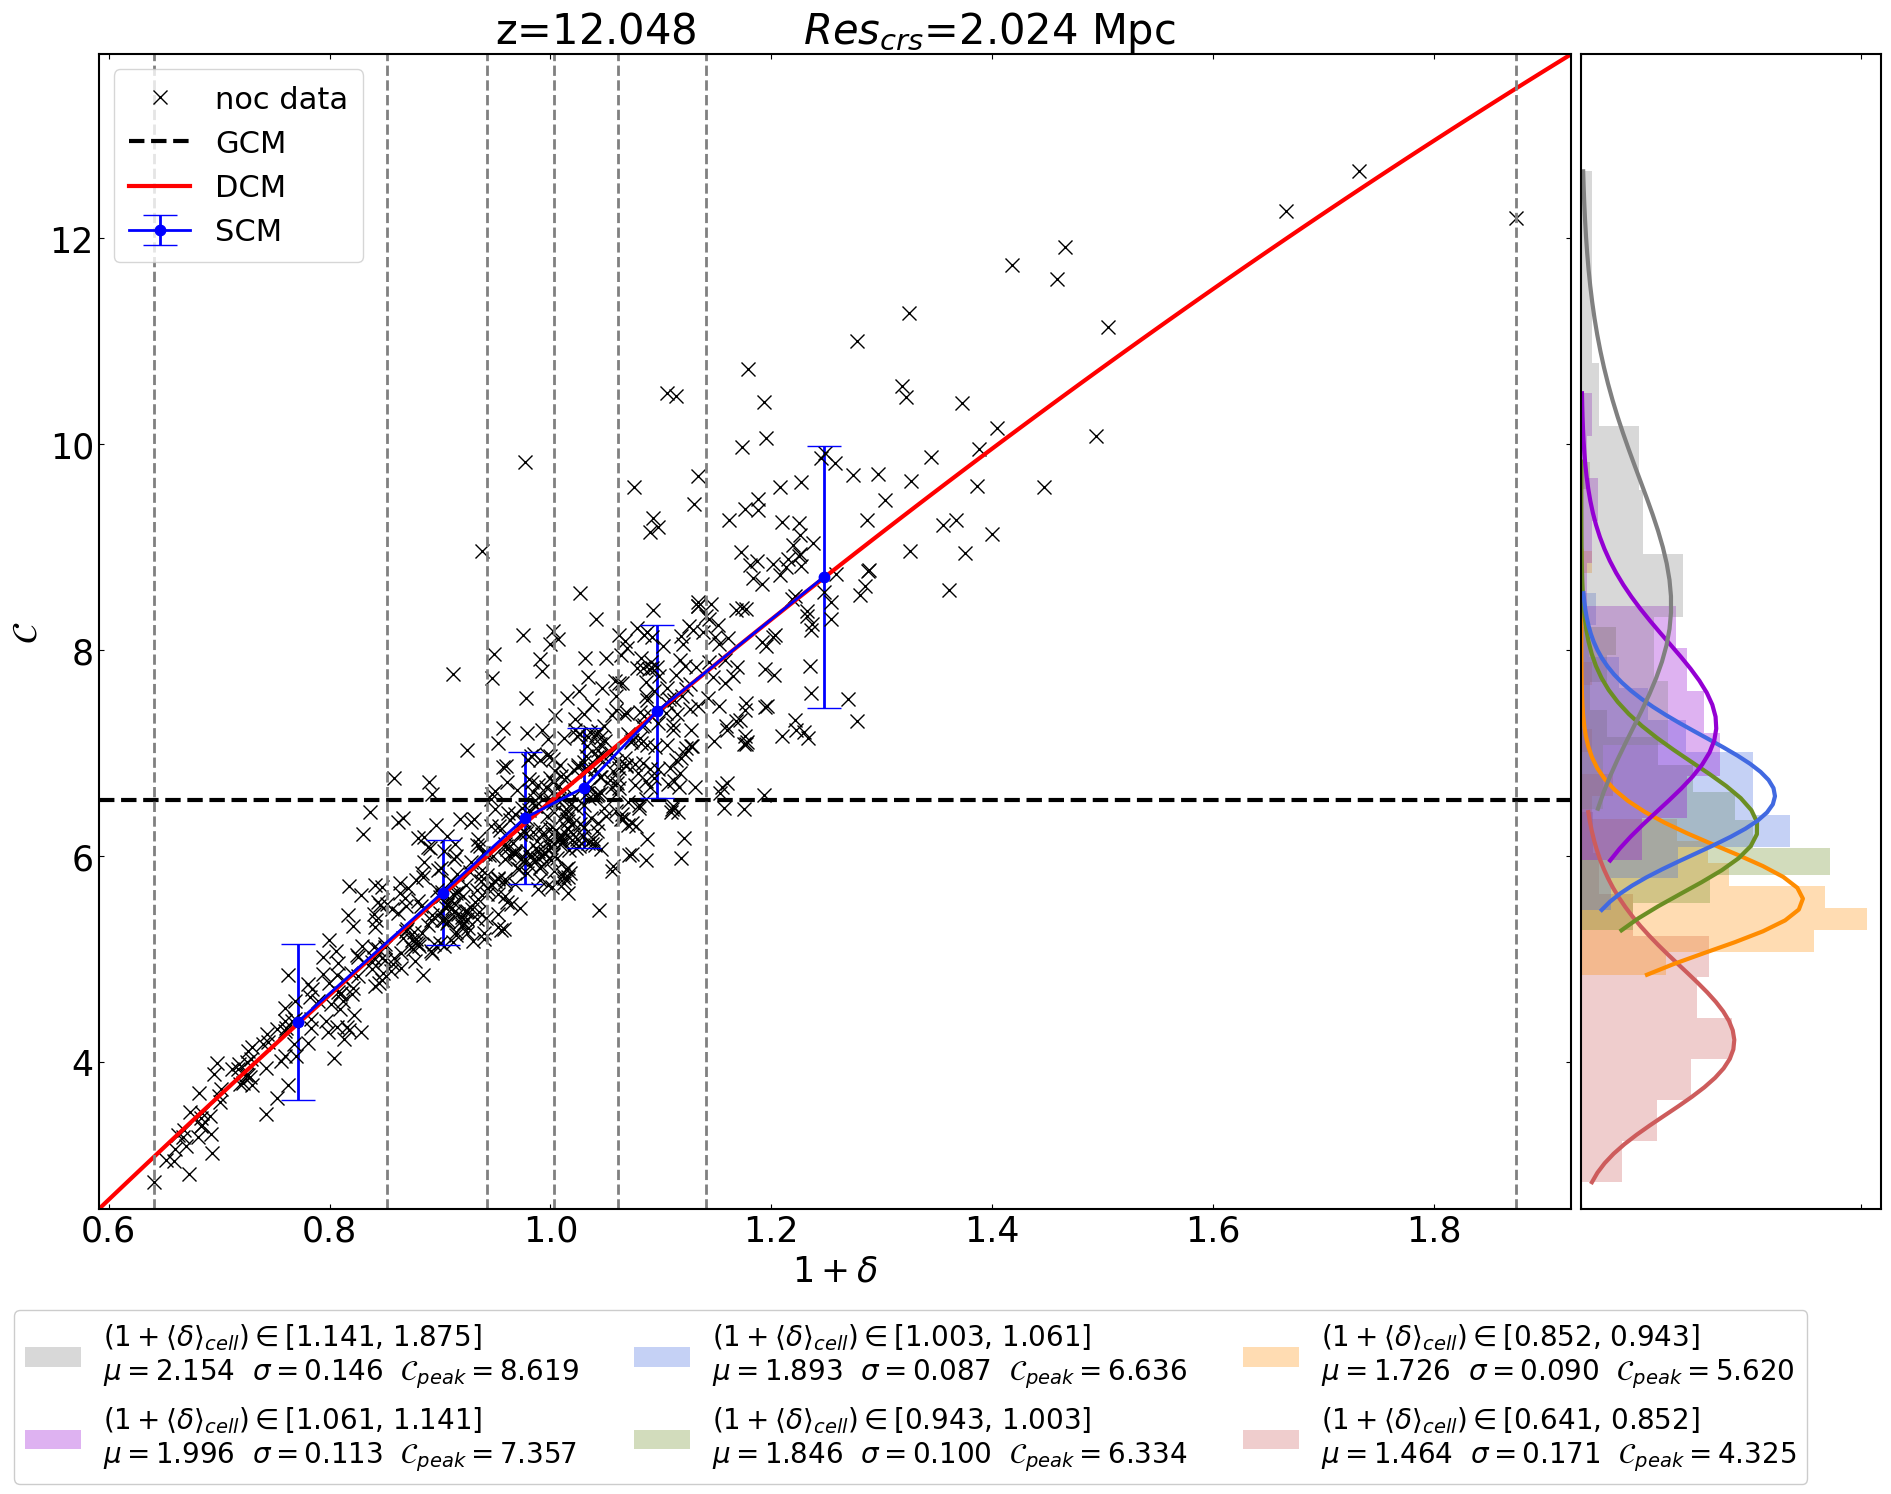 z=12.048 Res_crs=2.024 Mpc
noc data
GCM
DCM
SCM
𝒞
12
10
8
6
4
0.6 0.8 1.0 1.2 1.4 1.6 1.8
1 + δ
(1 + ⟨δ⟩_cell) ∈ [1.141, 1.875]
μ = 2.154 σ = 0.146 𝒞_peak = 8.619
(1 + ⟨δ⟩_cell) ∈ [1.061, 1.141]
μ = 1.996 σ = 0.113 𝒞_peak = 7.357
(1 + ⟨δ⟩_cell) ∈ [1.003, 1.061]
μ = 1.893 σ = 0.087 𝒞_peak = 6.636
(1 + ⟨δ⟩_cell) ∈ [0.943, 1.003]
μ = 1.846 σ = 0.100 𝒞_peak = 6.334
(1 + ⟨δ⟩_cell) ∈ [0.852, 0.943]
μ = 1.726 σ = 0.090 𝒞_peak = 5.620
(1 + ⟨δ⟩_cell) ∈ [0.641, 0.852]
μ = 1.464 σ = 0.171 𝒞_peak = 4.325